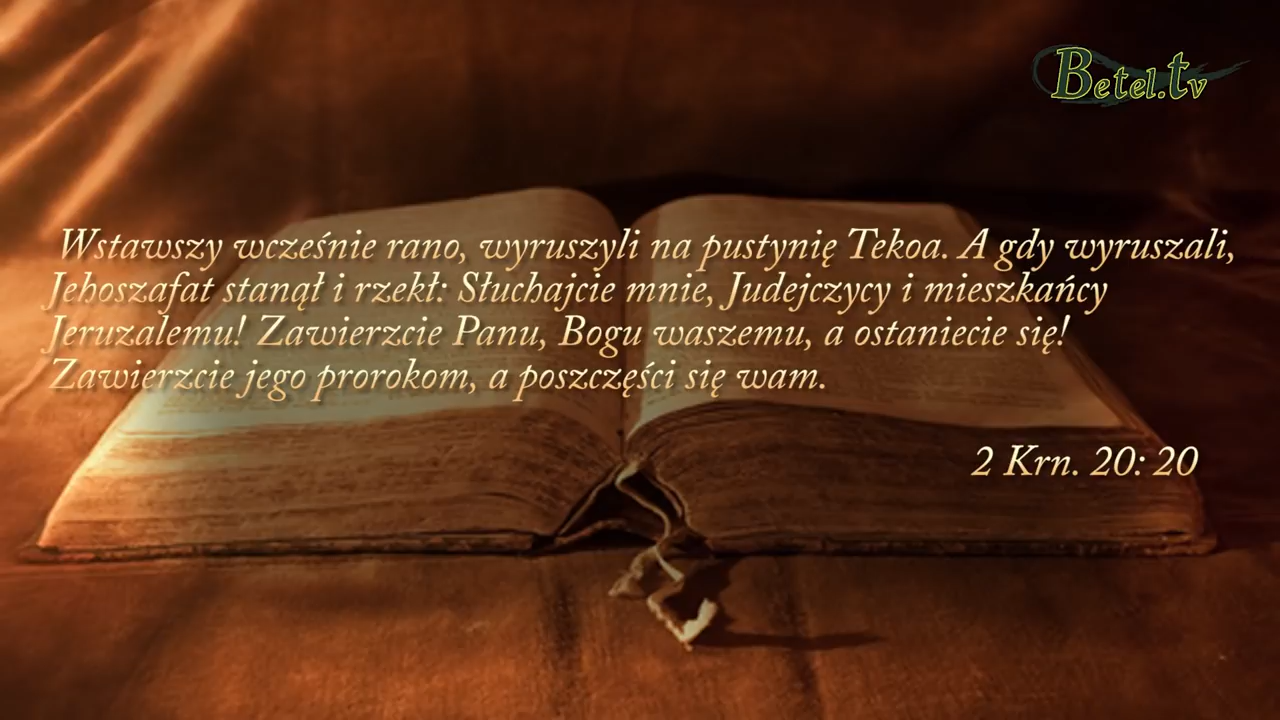 Betel.tv
Wstawszy wcześnie rano, wyruszyli na pustynię Tekoa. A gdy wyruszali,
Jehoszafat stanął i rzekł: Słuchajcie mnie, Judejczycy i mieszkańcy
Jeruzalemu! Zawierzcie Panu, Bogu waszemu, a ostaniecie się!
Zawierzcie jego prorokom, a poszczęści się wam.
2 Krn. 20: 20